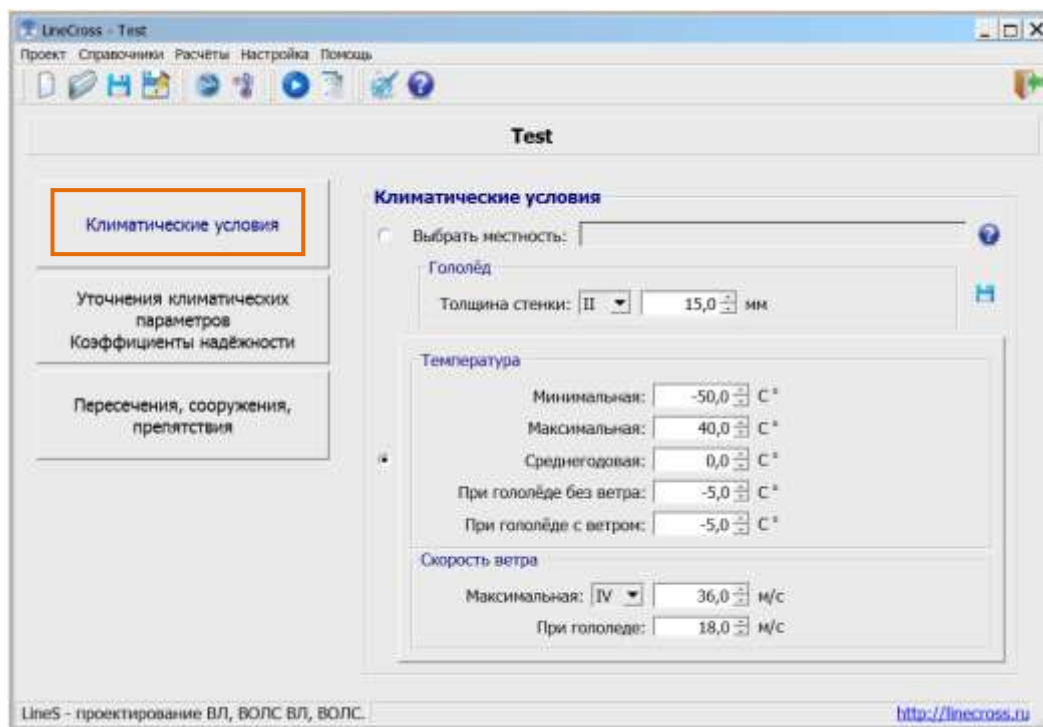 LineCross - Test
Проект Справочники Расчёты Настройка Помощь
Test
Климатические условия
Уточнения климатических
параметров
Коэффициенты надёжности
Пересечения, сооружения,
препятствия
Климатические условия
Выбрать местность:
Гололёд
Толщина стенки: II 15,0 мм
Температура
Минимальная: -50,0 C°
Максимальная: 40,0 C°
Среднегодовая: 0,0 C°
При гололёде без ветра: -5,0 C°
При гололёде с ветром: -5,0 C°
Скорость ветра
Максимальная: IV 36,0 м/с
При гололеде: 18,0 м/с
LineS - проектирование ВЛ, ВОЛС ВЛ, ВОЛС.
http://linecross.ru